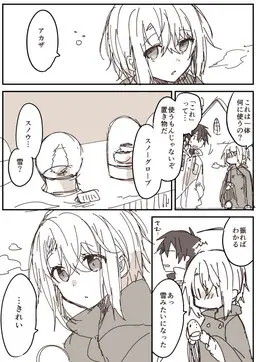 アカザ
これは一体
何に使うの？
「これ」
って…
使うもんじゃないぞ
置き物だ
スノーグローブ
スノウ…
雪？
振れば
わかる
あっ
雪みたいになった
…きれい